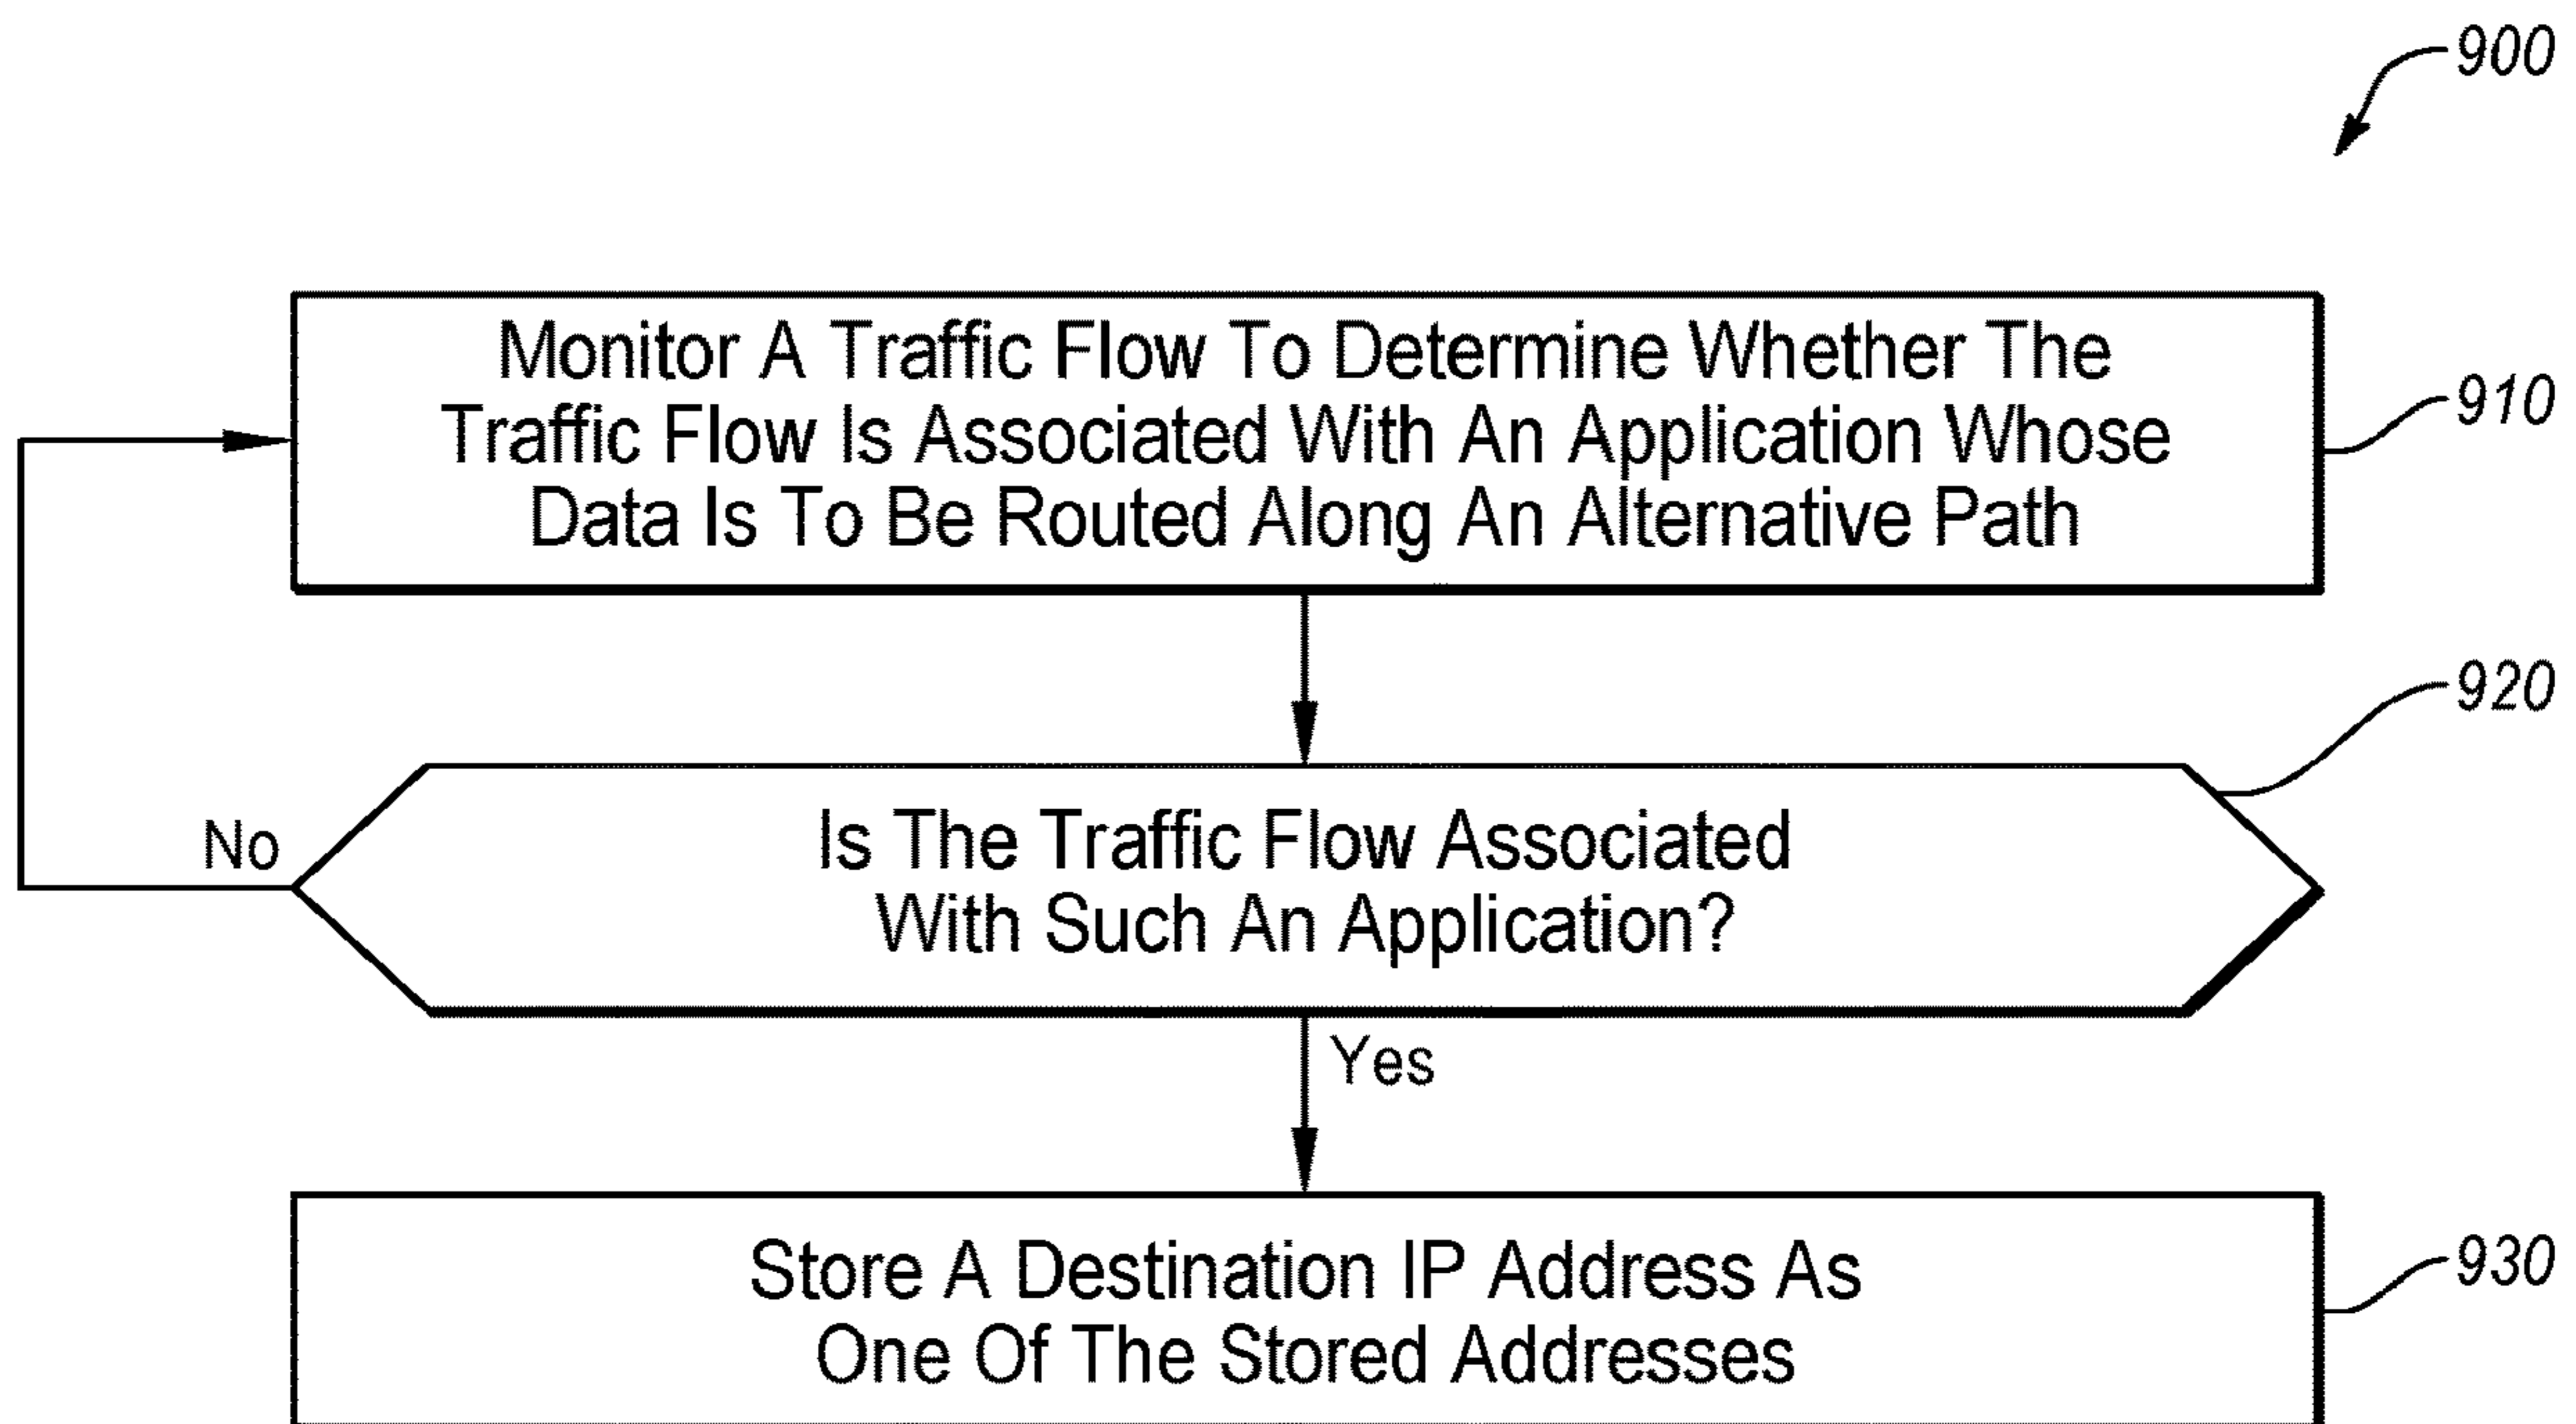 900
Monitor A Traffic Flow To Determine Whether The
Traffic Flow Is Associated With An Application Whose
Data Is To Be Routed Along An Alternative Path
910
920
Is The Traffic Flow Associated
With Such An Application?
No
Yes
Store A Destination IP Address As
One Of The Stored Addresses
930